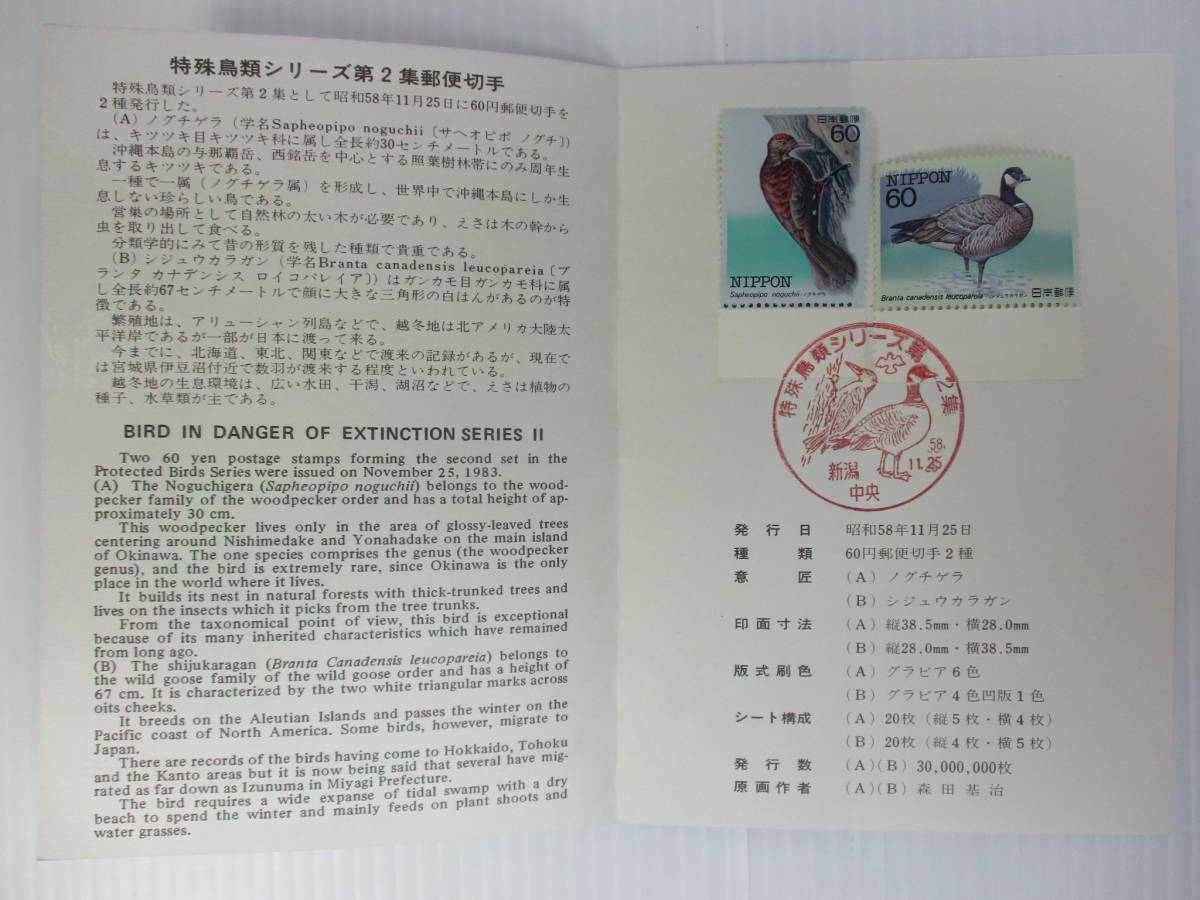 特殊鳥類シリーズ第2集郵便切手
特殊鳥類シリーズ第2集として昭和58年11月25日に60円郵便切手を
2種発行した。
(A) ノグチゲラ (学名Sapheopipo noguchii〔サヘオピポ ノグチ〕)
は、キツツキ目キツツキ科に属し全長約30センチメートルである。
沖縄本島の与那覇岳、西銘岳を中心とする照葉樹林帯にのみ周年生
息するキツツキである。
一種で一属(ノグチゲラ属)を形成し、世界中で沖縄本島にしか生
息しない珍らしい鳥である。
営巣の場所として自然林の太い木が必要であり、えさは木の幹から
虫を取り出して食べる。
分類学的にみて昔の形質を残した種類で貴重である。
(B) シジュウカラガン (学名Branta canadensis leucopareia〔ブ
ランタ カナデンシス ロイコパレイア〕) はガンカモ目ガンカモ科に属
し全長約67センチメートルで顔に大きな三角形の白はんがあるのが特
徴である。
繁殖地は、アリューシャン列島などで、越冬地は北アメリカ大陸太
平洋岸であるが一部が日本に渡って来る。
今までに、北海道、東北、関東などで渡来の記録があるが、現在で
は宮城県伊豆沼付近で数羽が渡来する程度といわれている。
越冬地の生息環境は、広い水田、干潟、湖沼などで、えさは植物の
種子、水草類が主である。
BIRD IN DANGER OF EXTINCTION SERIES II
Two 60 yen postage stamps forming the second set in the
Protected Birds Series were issued on November 25, 1983.
(A) The Noguchigera (Sapheopipo noguchii) belongs to the wood-
pecker family of the woodpecker order and has a total height of ap-
proximately 30 cm.
This woodpecker lives only in the area of glossy-leaved trees
centering around Nishimedake and Yonahadake on the main island
of Okinawa. The one species comprises the genus (the woodpecker
genus), and the bird is extremely rare, since Okinawa is the only
place in the world where it lives.
It builds its nest in natural forests with thick-trunked trees and
lives on the insects which it picks from the tree trunks.
From the taxonomical point of view, this bird is exceptional
because of its many inherited characteristics which have remained
from long ago.
(B) The shijukaragan (Branta Canadensis leucopareia) belongs to
the wild goose family of the wild goose order and has a height of
67 cm. It is characterized by the two white triangular marks across
oits cheeks.
It breeds on the Aleutian Islands and passes the winter on the
Pacific coast of North America. Some birds, however, migrate to
Japan.
There are records of the birds having come to Hokkaido, Tohoku
and the Kanto areas but it is now being said that several have mig-
rated as far down as Izunuma in Miyagi Prefecture.
The bird requires a wide expanse of tidal swamp with a dry
beach to spend the winter and mainly feeds on plant shoots and
water grasses.
日本郵便
60
NIPPON
Sapheopipo noguchii・ノグチゲラ
NIPPON
60
Branta canadensis leucopareia・シジュウカラガン 日本郵便
特殊鳥類シリーズ第2集
58.
11.25
新潟
中央
発行日 昭和58年11月25日
種類 60円郵便切手2種
意匠 (A) ノグチゲラ
(B) シジュウカラガン
印面寸法 (A) 縦38.5mm・横28.0mm
(B) 縦28.0mm・横38.5mm
版式刷色 (A) グラビア6色
(B) グラビア4色凹版1色
シート構成 (A) 20枚(縦5枚・横4枚)
(B) 20枚(縦4枚・横5枚)
発行数 (A)(B) 30,000,000枚
原画作者 (A)(B) 森田基治